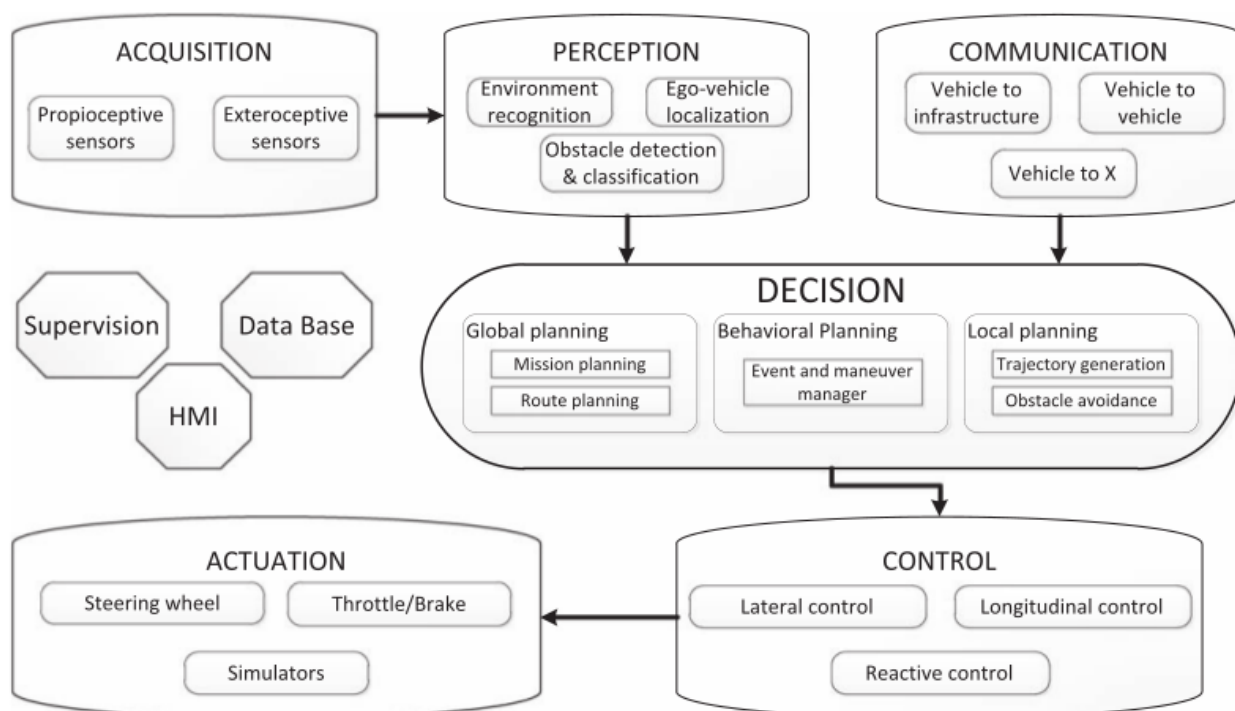 ACQUISITION
Propioceptive
sensors
Exteroceptive
sensors
PERCEPTION
Environment
recognition
Ego-vehicle
localization
Obstacle detection
& classification
COMMUNICATION
Vehicle to
infrastructure
Vehicle to
vehicle
Vehicle to X
Supervision
Data Base
HMI
DECISION
Global planning
Mission planning
Route planning
Behavioral Planning
Event and maneuver
manager
Local planning
Trajectory generation
Obstacle avoidance
ACTUATION
Steering wheel
Throttle/Brake
Simulators
CONTROL
Lateral control
Longitudinal control
Reactive control